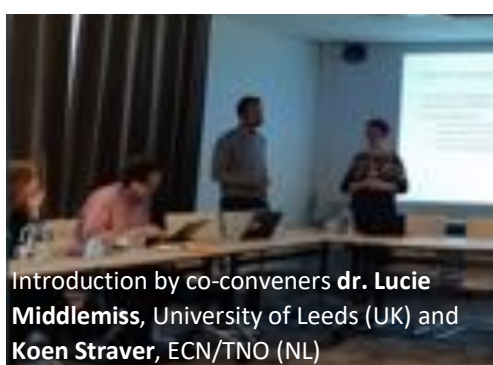 Introduction by co-conveners dr. Lucie
Middlemiss, University of Leeds (UK) and
Koen Straver, ECN/TNO (NL)